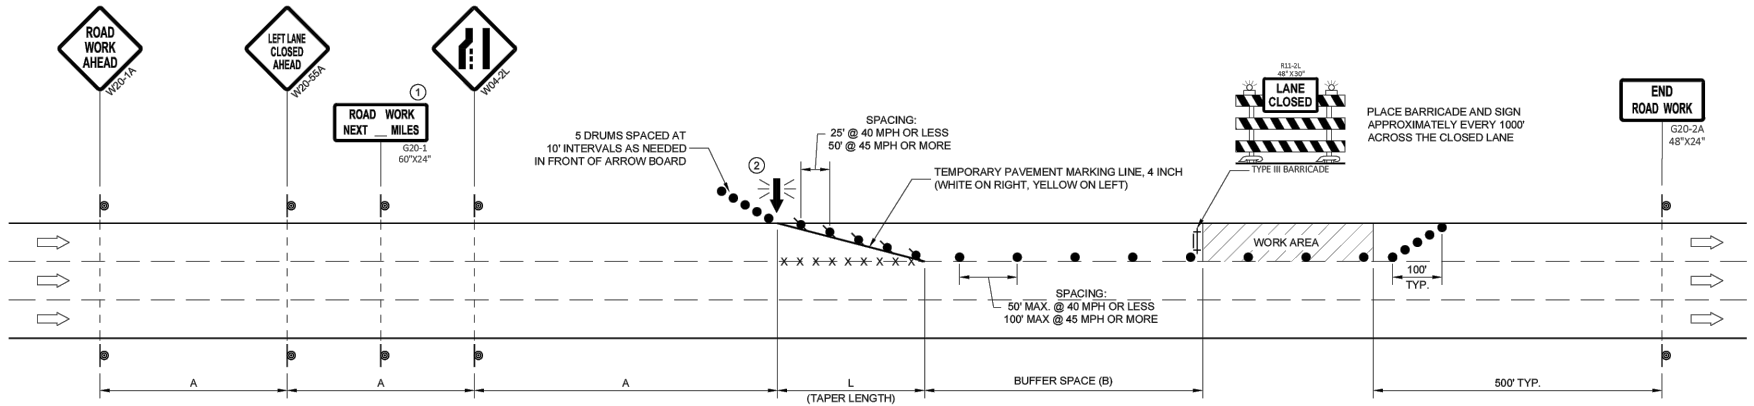 ROAD
WORK
AHEAD
W20-1A
LEFT LANE
CLOSED
AHEAD
W20-55A
1
ROAD WORK
NEXT __ MILES
G20-1
60"X24"
W04-2L
5 DRUMS SPACED AT
10' INTERVALS AS NEEDED
IN FRONT OF ARROW BOARD
2
SPACING:
25' @ 40 MPH OR LESS
50' @ 45 MPH OR MORE
TEMPORARY PAVEMENT MARKING LINE, 4 INCH
(WHITE ON RIGHT, YELLOW ON LEFT)
R11-2L
48"X30"
LANE
CLOSED
TYPE III BARRICADE
PLACE BARRICADE AND SIGN
APPROXIMATELY EVERY 1000'
ACROSS THE CLOSED LANE
END
ROAD WORK
G20-2A
48"X24"
WORK AREA
X X X X X X X X X
SPACING:
50' MAX. @ 40 MPH OR LESS
100' MAX @ 45 MPH OR MORE
100'
TYP.
A
A
A
L
(TAPER LENGTH)
BUFFER SPACE (B)
500' TYP.